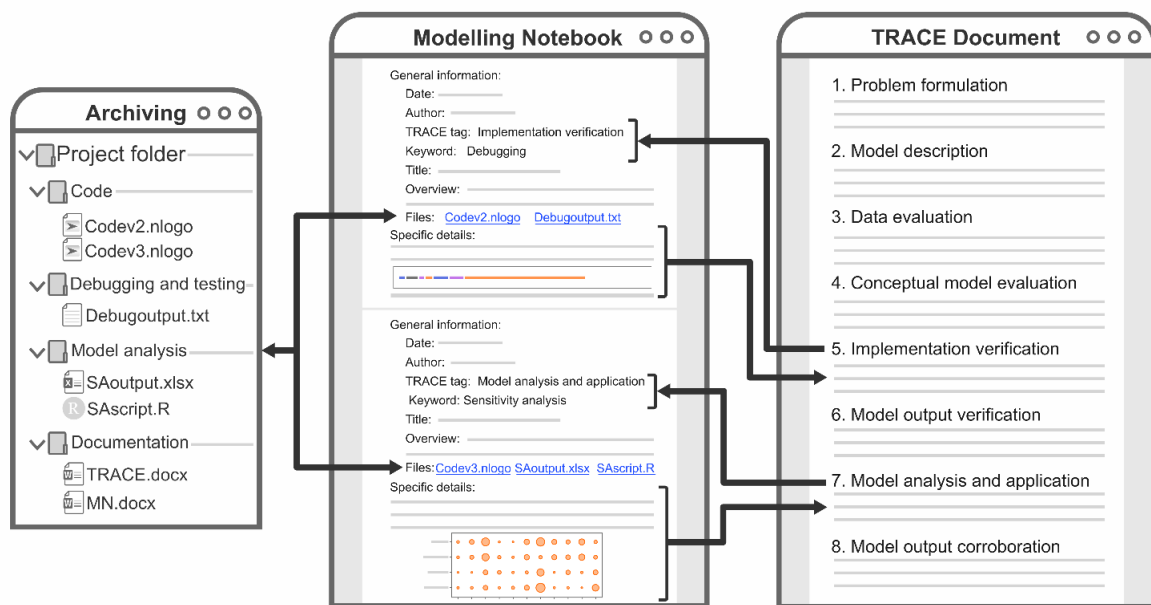 Archiving
Project folder
Code
Codev2.nlogo
Codev3.nlogo
Debugging and testing
Debugoutput.txt
Model analysis
SAoutput.xlsx
R SAscript.R
Documentation
TRACE.docx
MN.docx
Modelling Notebook
General information:
Date:
Author:
TRACE tag: Implementation verification
Keyword: Debugging
Title:
Overview:
Files: Codev2.nlogo Debugoutput.txt
Specific details:
General information:
Date:
Author:
TRACE tag: Model analysis and application
Keyword: Sensitivity analysis
Title:
Overview:
Files: Codev3.nlogo SAoutput.xlsx SAscript.R
Specific details:
TRACE Document
1. Problem formulation
2. Model description
3. Data evaluation
4. Conceptual model evaluation
5. Implementation verification
6. Model output verification
7. Model analysis and application
8. Model output corroboration